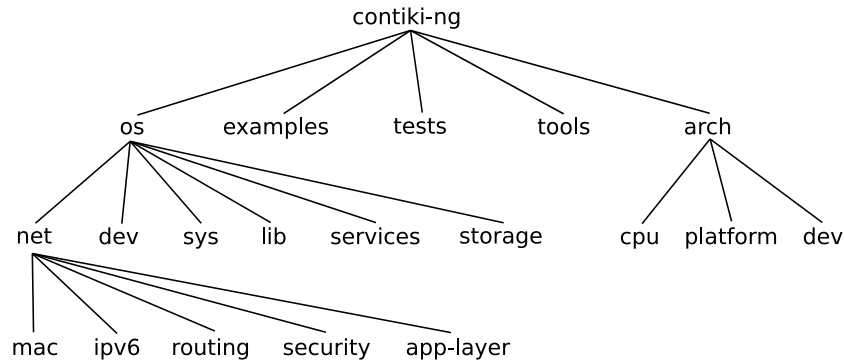 contiki-ng
os examples tests tools arch
net dev sys lib services storage cpu platform dev
mac ipv6 routing security app-layer